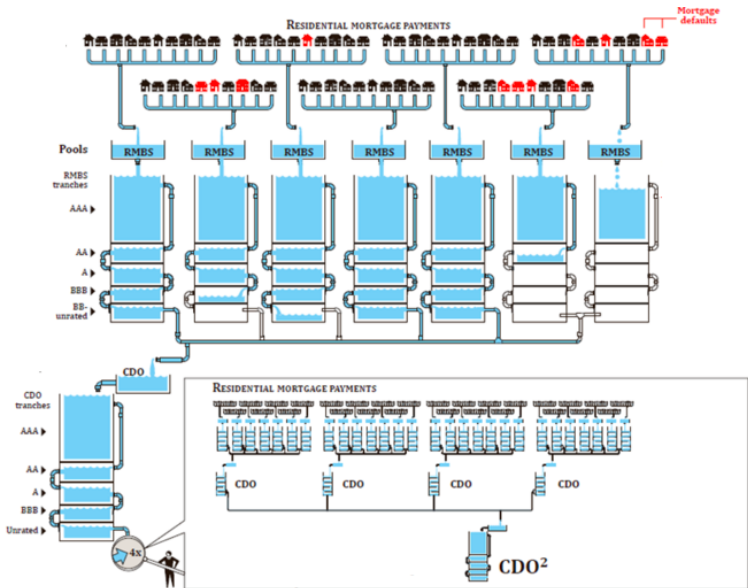 RESIDENTIAL MORTGAGE PAYMENTS
Mortgage
defaults
Pools
RMBS
RMBS
RMBS
RMBS
RMBS
RMBS
RMBS
RMBS
tranches
AAA
AA
A
BBB
BB-
unrated
CDO
CDO
tranches
AAA
AA
A
BBB
Unrated
4x
RESIDENTIAL MORTGAGE PAYMENTS
CDO
CDO
CDO
CDO
CDO²